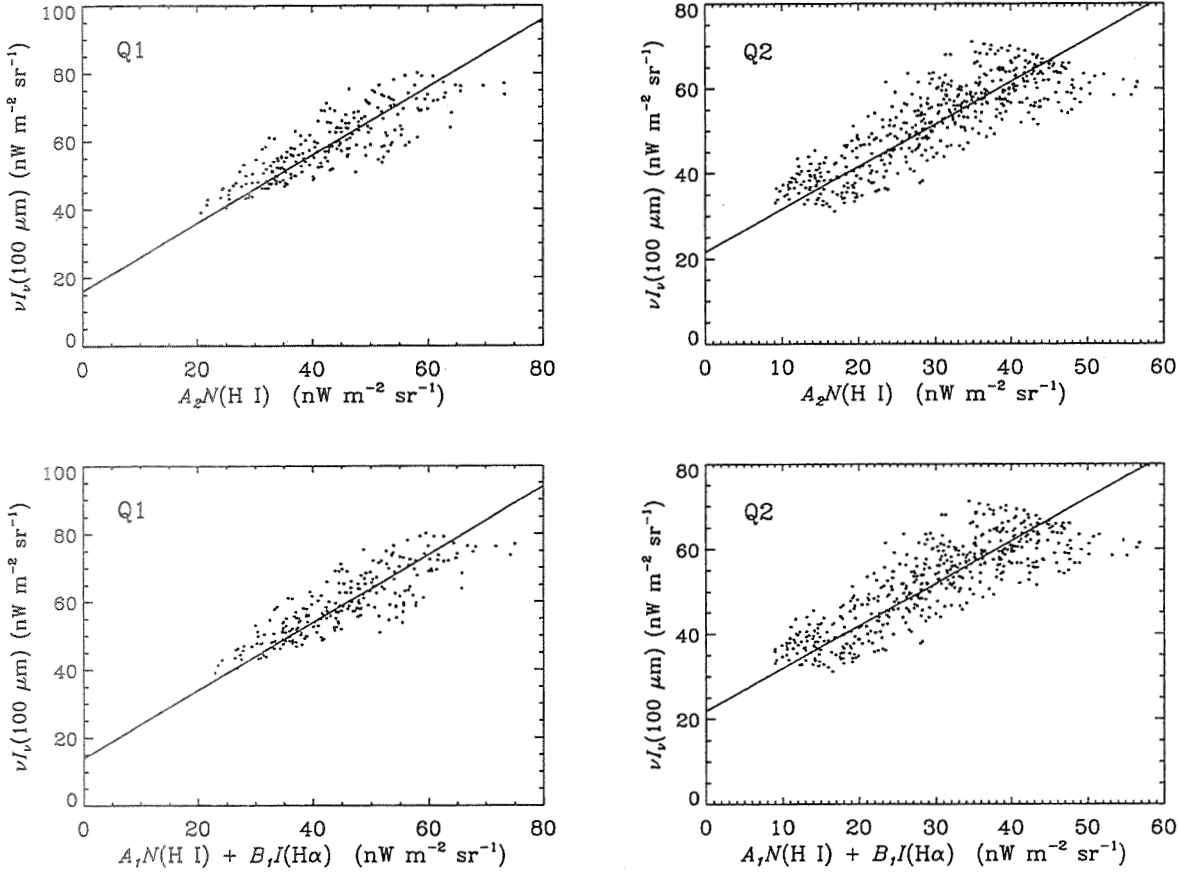 100
80
60
40
20
0
νI_ν(100 μm) (nW m⁻² sr⁻¹)
Q1
0 20 40 60 80
A₂N(H I) (nW m⁻² sr⁻¹)
80
60
40
20
0
νI_ν(100 μm) (nW m⁻² sr⁻¹)
Q2
0 10 20 30 40 50 60
A₂N(H I) (nW m⁻² sr⁻¹)
100
80
60
40
20
0
νI_ν(100 μm) (nW m⁻² sr⁻¹)
Q1
0 20 40 60 80
A₁N(H I) + B₁I(Hα) (nW m⁻² sr⁻¹)
80
60
40
20
0
νI_ν(100 μm) (nW m⁻² sr⁻¹)
Q2
0 10 20 30 40 50 60
A₁N(H I) + B₁I(Hα) (nW m⁻² sr⁻¹)